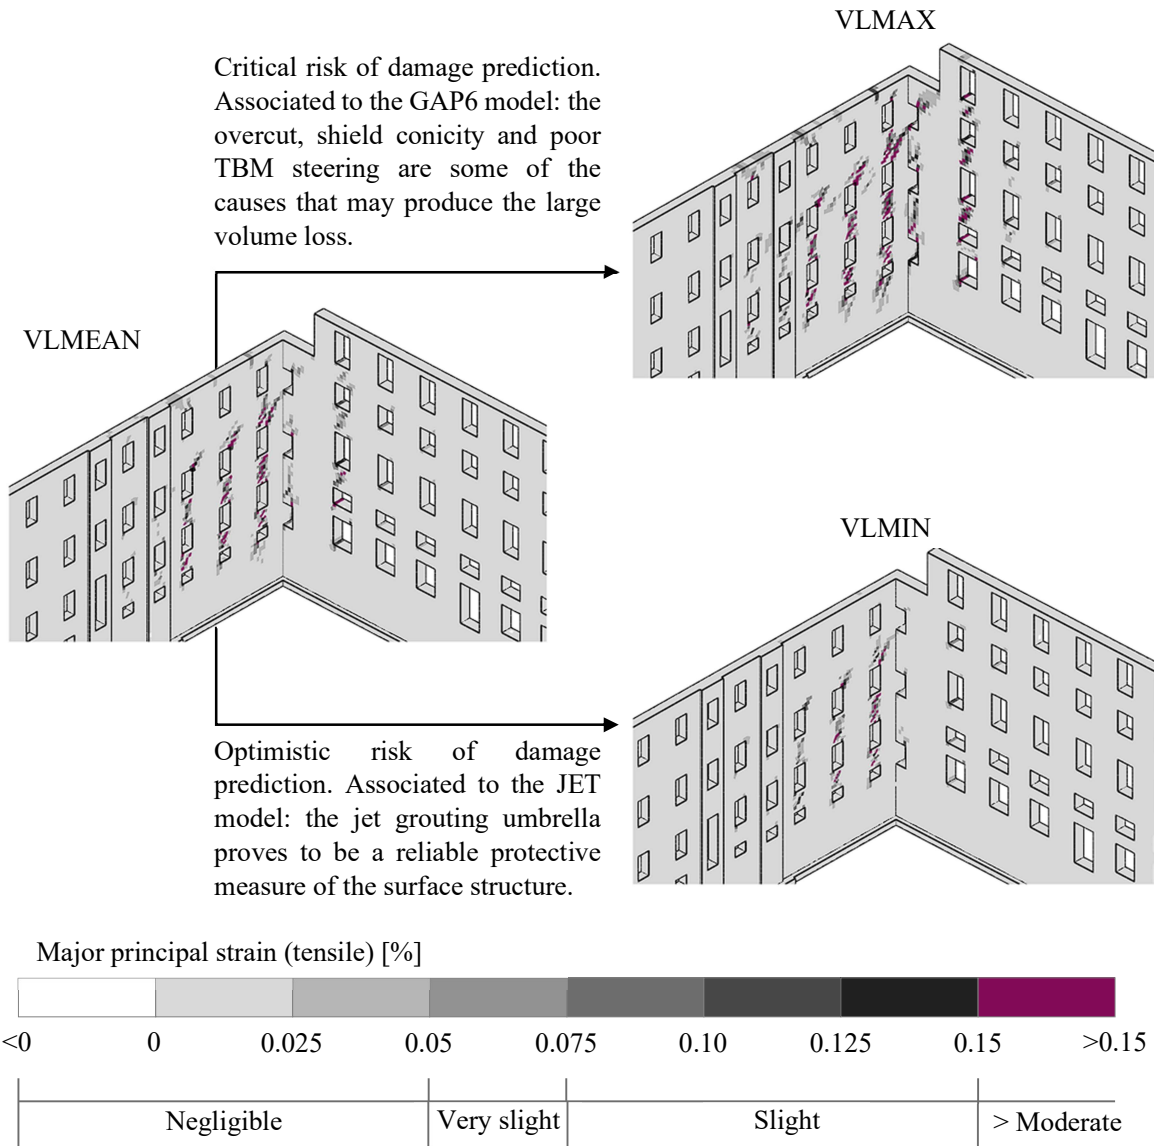 VLMAX
Critical risk of damage prediction.
Associated to the GAP6 model: the
overcut, shield conicity and poor
TBM steering are some of the
causes that may produce the large
volume loss.
VLMEAN
VLMIN
Optimistic risk of damage
prediction. Associated to the JET
model: the jet grouting umbrella
proves to be a reliable protective
measure of the surface structure.
Major principal strain (tensile) [%]
<0 0 0.025 0.05 0.075 0.10 0.125 0.15 >0.15
Negligible Very slight Slight > Moderate